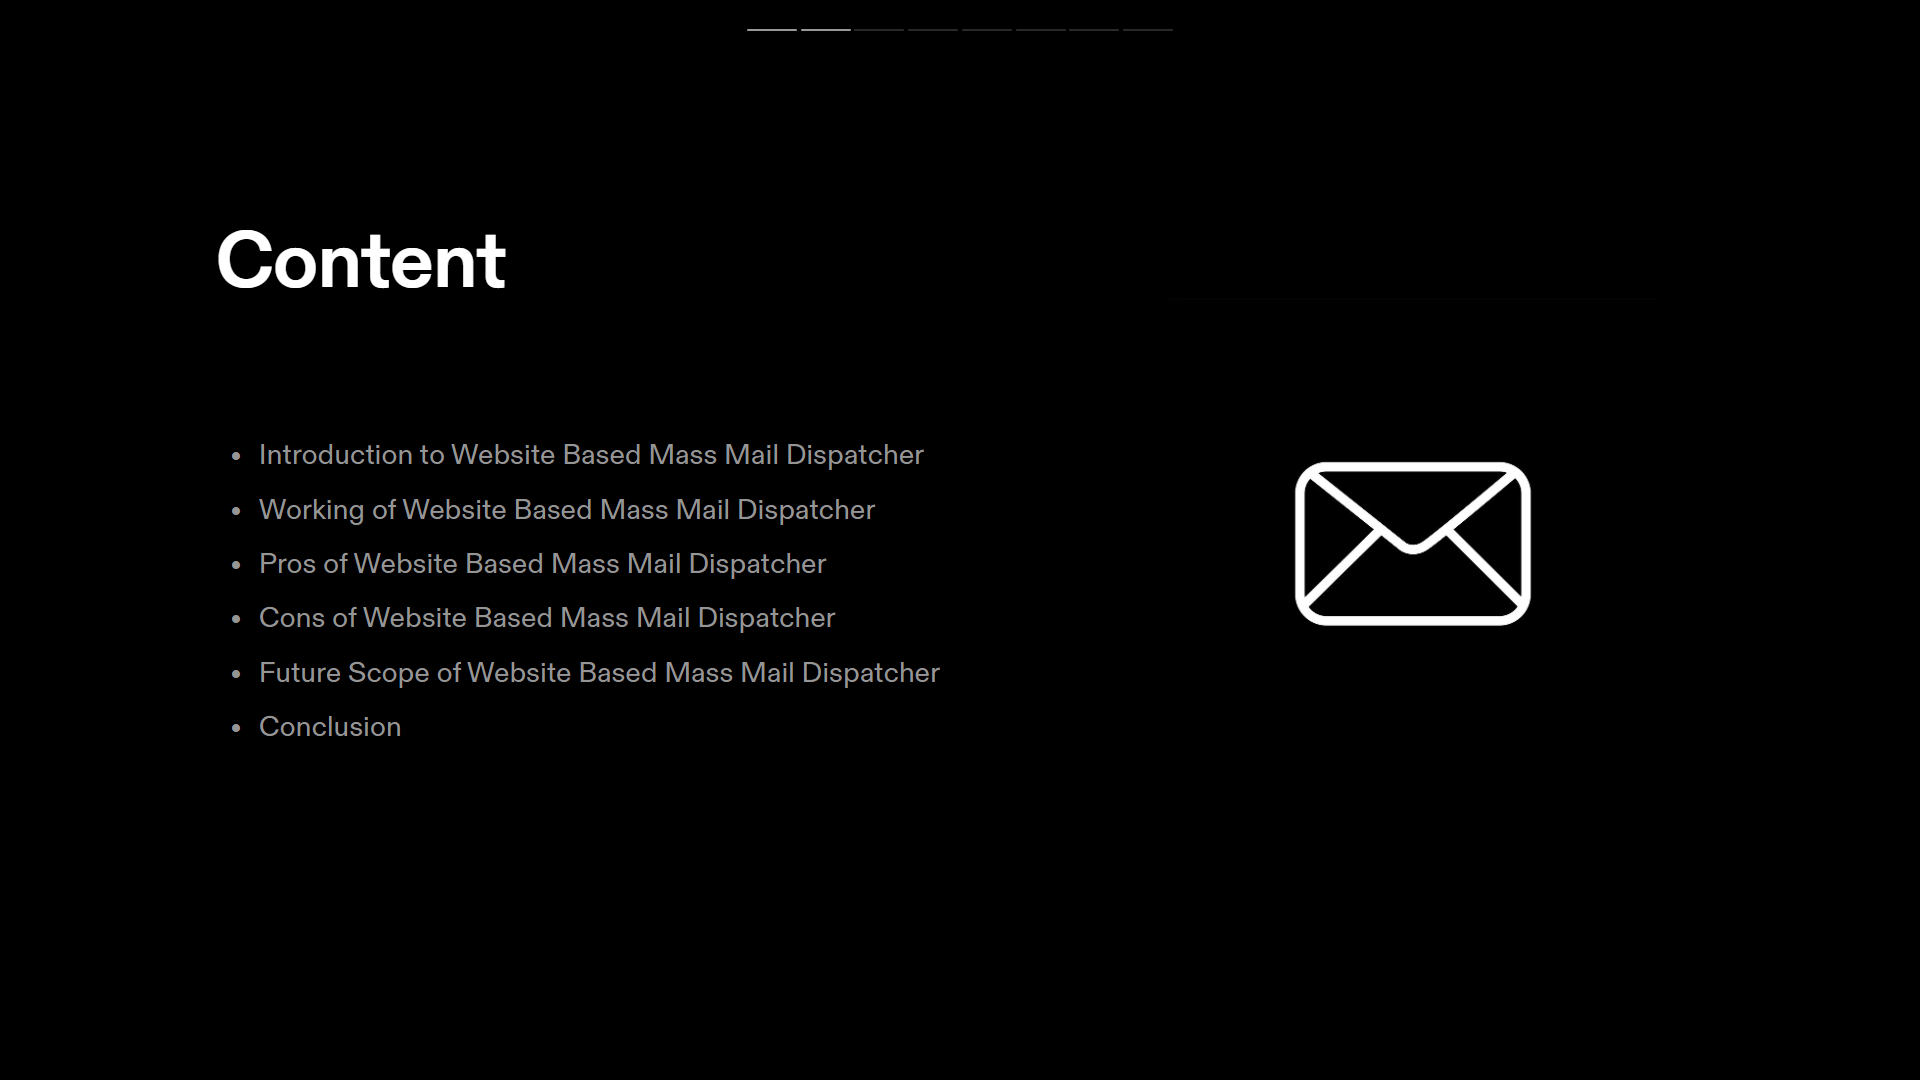 Content
• Introduction to Website Based Mass Mail Dispatcher
• Working of Website Based Mass Mail Dispatcher
• Pros of Website Based Mass Mail Dispatcher
• Cons of Website Based Mass Mail Dispatcher
• Future Scope of Website Based Mass Mail Dispatcher
• Conclusion